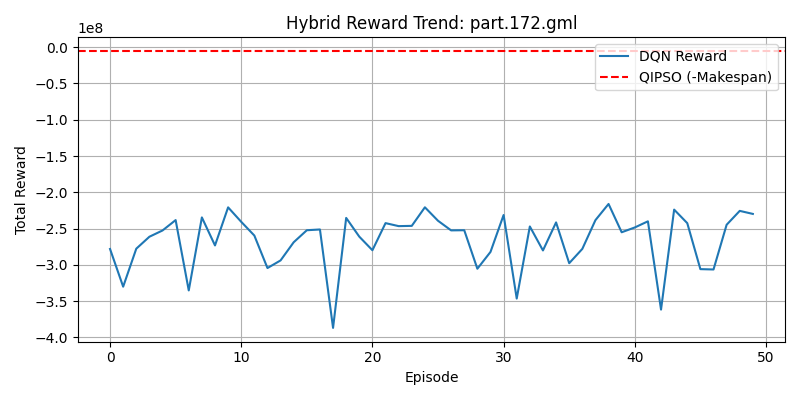 Hybrid Reward Trend: part.172.gml
1e8
0.0
−0.5
−1.0
−1.5
−2.0
−2.5
−3.0
−3.5
−4.0
Total Reward
DQN Reward
QIPSO (-Makespan)
0
10
20
30
40
50
Episode